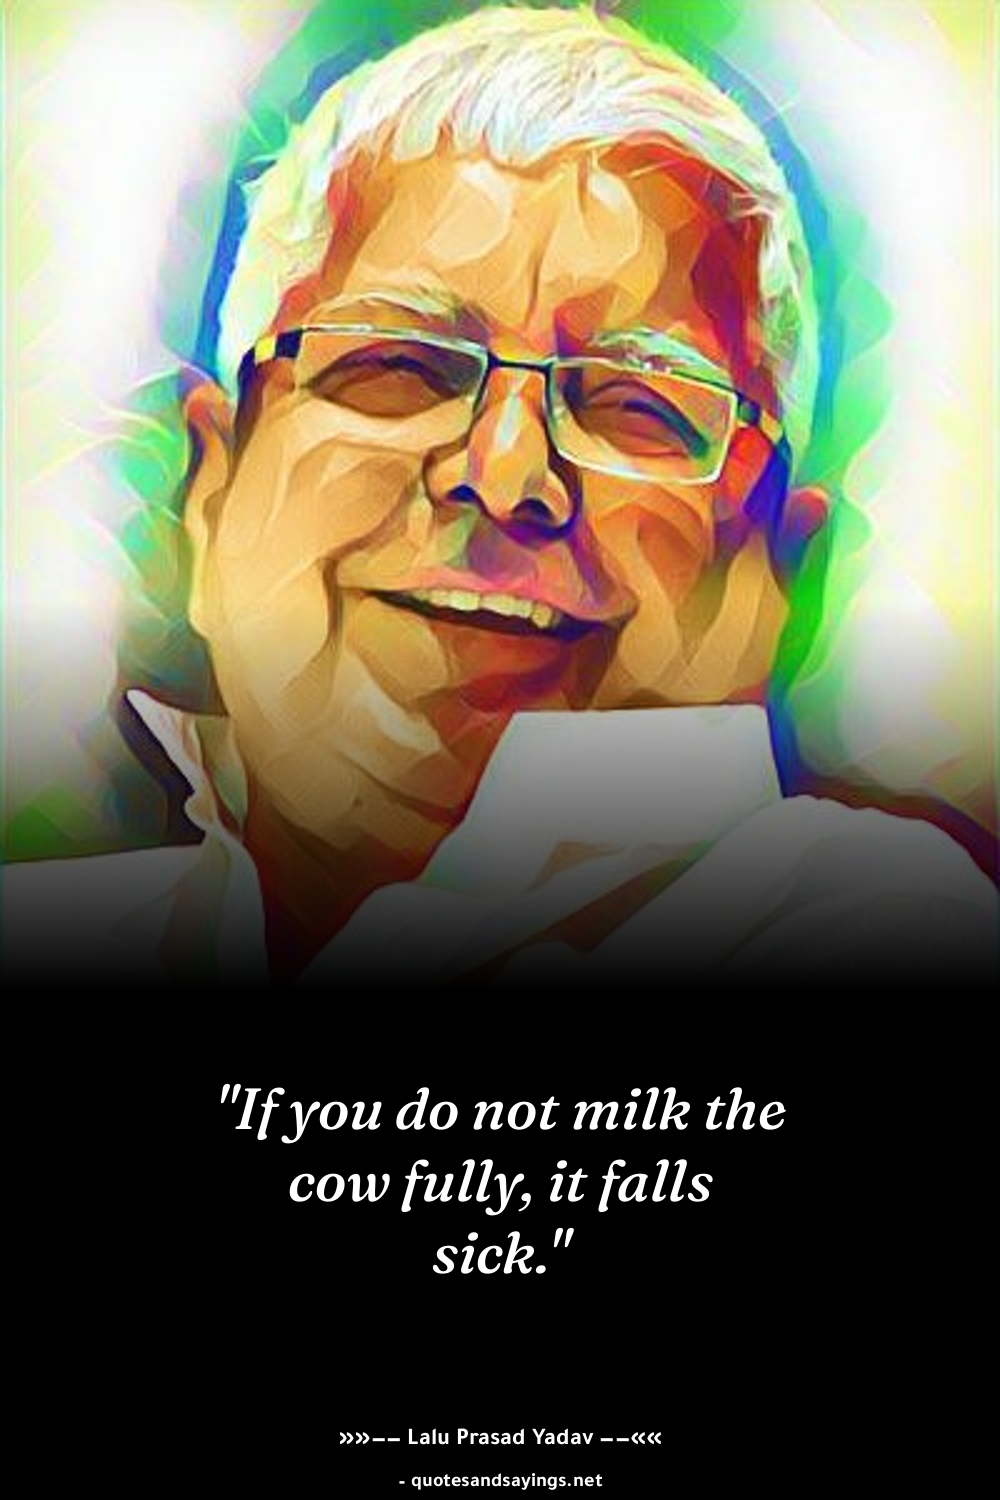 "If you do not milk the
cow fully, it falls
sick."
»»−− Lalu Prasad Yadav −−««
- quotesandsayings.net